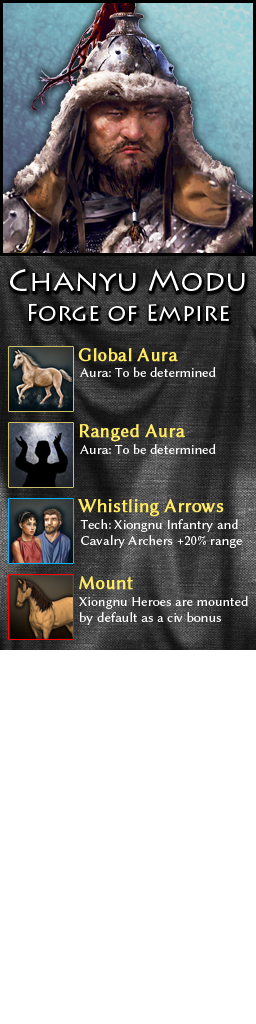 Chanyu Modu
Forge of Empire
Global Aura
Aura: To be determined
Ranged Aura
Aura: To be determined
Whistling Arrows
Tech: Xiongnu Infantry and
Cavalry Archers +20% range
Mount
Xiongnu Heroes are mounted
by default as a civ bonus